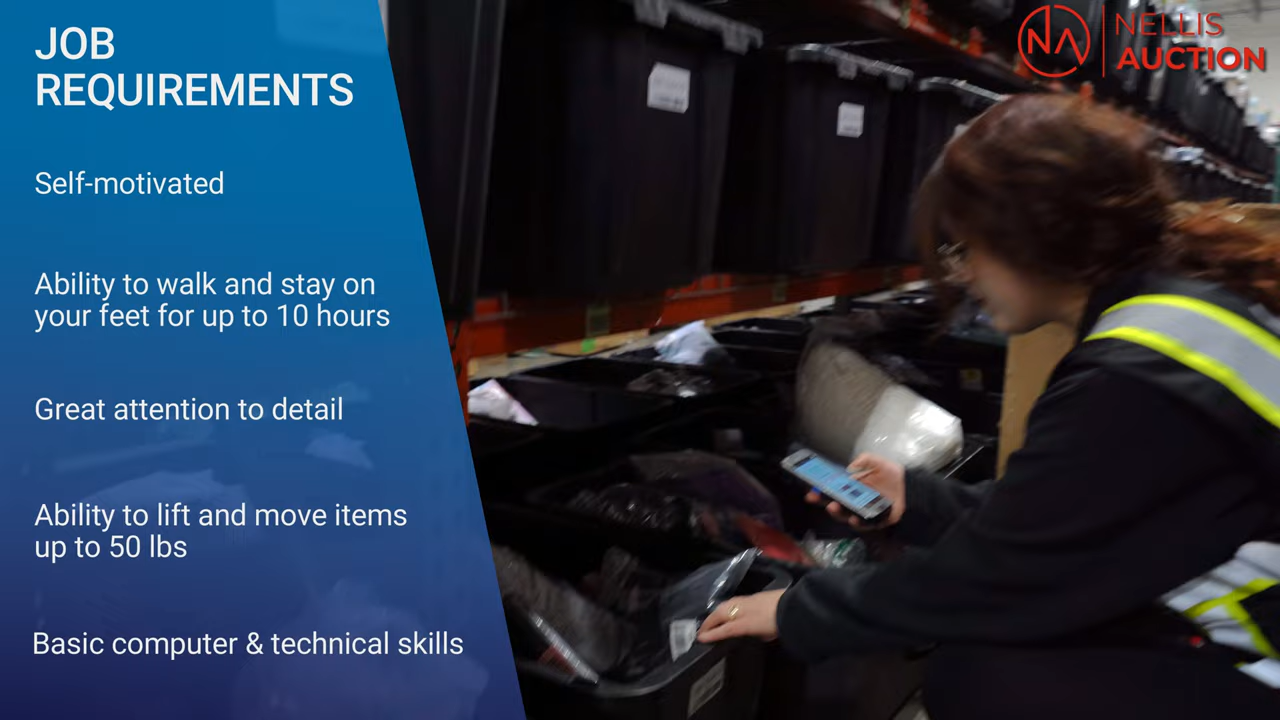 JOB
REQUIREMENTS
Self-motivated
Ability to walk and stay on
your feet for up to 10 hours
Great attention to detail
Ability to lift and move items
up to 50 lbs
Basic computer & technical skills
NA
NELLIS
AUCTION